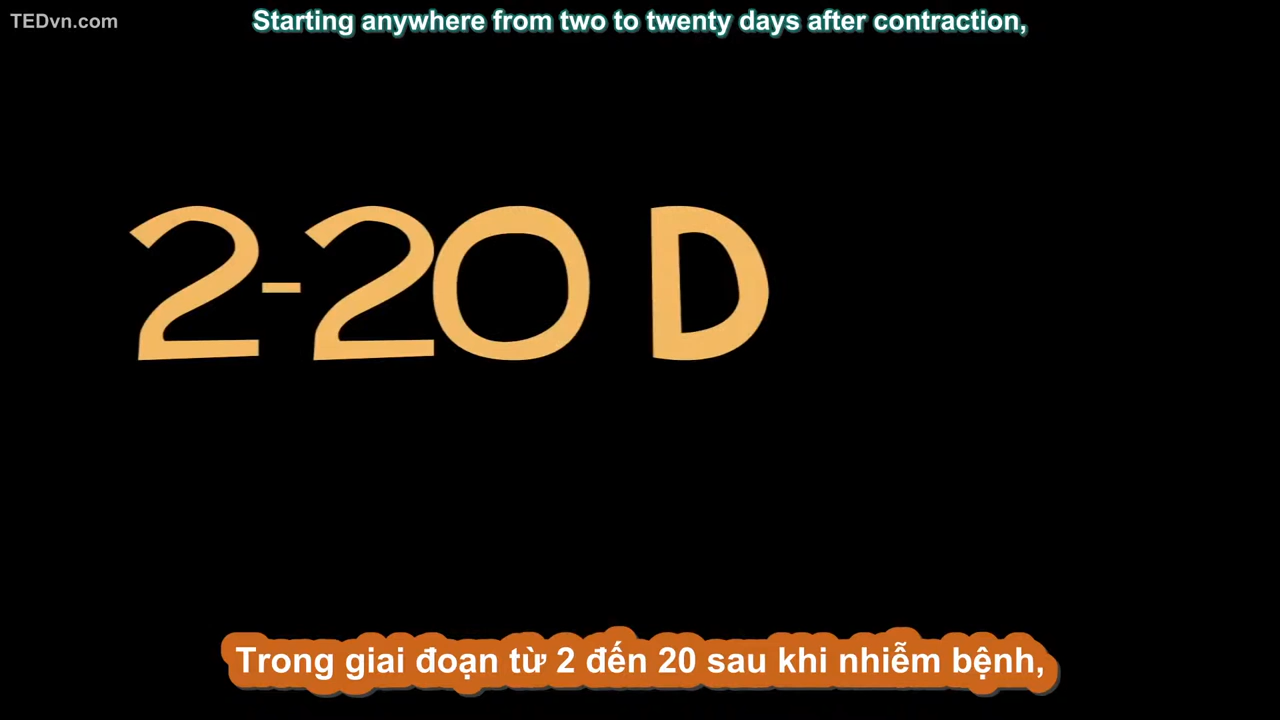 TEDvn.com
Starting anywhere from two to twenty days after contraction,
2-20 D
Trong giai đoạn từ 2 đến 20 sau khi nhiễm bệnh,